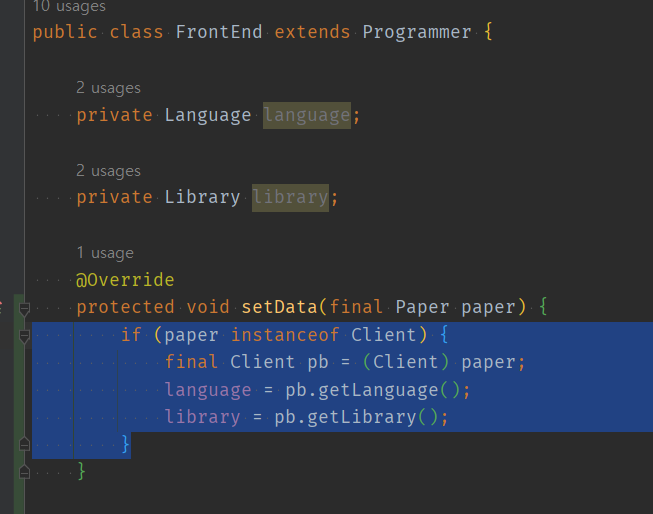 10 usages
public class FrontEnd extends Programmer {
2 usages
private Language language;
2 usages
private Library library;
1 usage
@Override
protected void setData(final Paper paper) {
if (paper instanceof Client) {
final Client pb = (Client) paper;
language = pb.getLanguage();
library = pb.getLibrary();
}
}